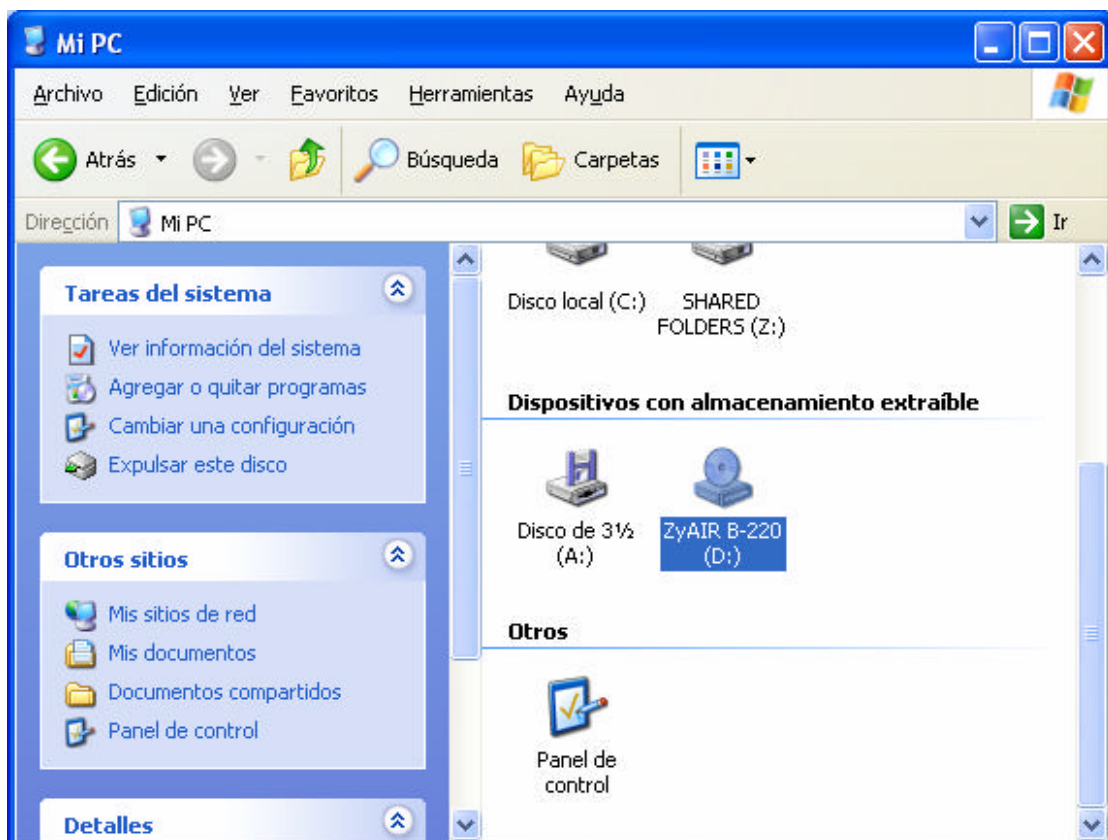 Mi PC
Archivo Edición Ver Favoritos Herramientas Ayuda
Atrás Búsqueda Carpetas
Dirección Mi PC Ir
Tareas del sistema
Ver información del sistema
Agregar o quitar programas
Cambiar una configuración
Expulsar este disco
Otros sitios
Mis sitios de red
Mis documentos
Documentos compartidos
Panel de control
Detalles
Disco local (C:)
SHARED
FOLDERS (Z:)
Dispositivos con almacenamiento extraíble
Disco de 3½
(A:)
ZyAIR B-220
(D:)
Otros
Panel de
control